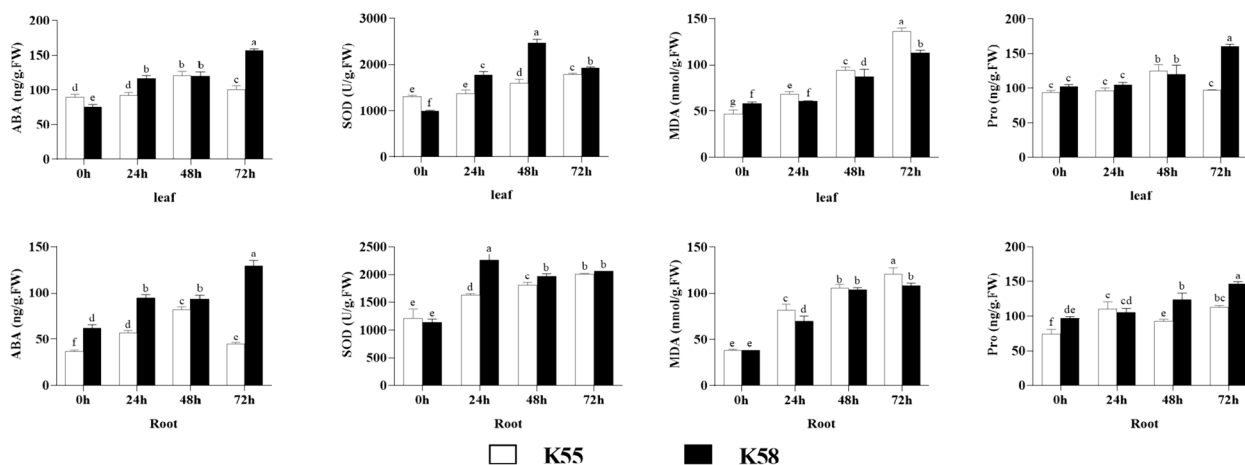 ABA (ng/g.FW)
200
150
100
50
0
d e d b b b c a
0h 24h 48h 72h
leaf
SOD (U/g.FW)
3000
2000
1000
0
e f e c d a c b
0h 24h 48h 72h
leaf
MDA (nmol/g.FW)
150
100
50
0
g f e f c d a b
0h 24h 48h 72h
leaf
Pro (ng/g.FW)
200
150
100
50
0
c c c c b b c a
0h 24h 48h 72h
leaf
ABA (ng/g.FW)
150
100
50
0
f d d b c b e a
0h 24h 48h 72h
Root
SOD (U/g.FW)
2500
2000
1500
1000
500
0
e e d a c b b b
0h 24h 48h 72h
Root
MDA (nmol/g.FW)
150
100
50
0
e e c d b b a b
0h 24h 48h 72h
Root
Pro (ng/g.FW)
200
150
100
50
0
f de c cd e b bc a
0h 24h 48h 72h
Root
K55
K58